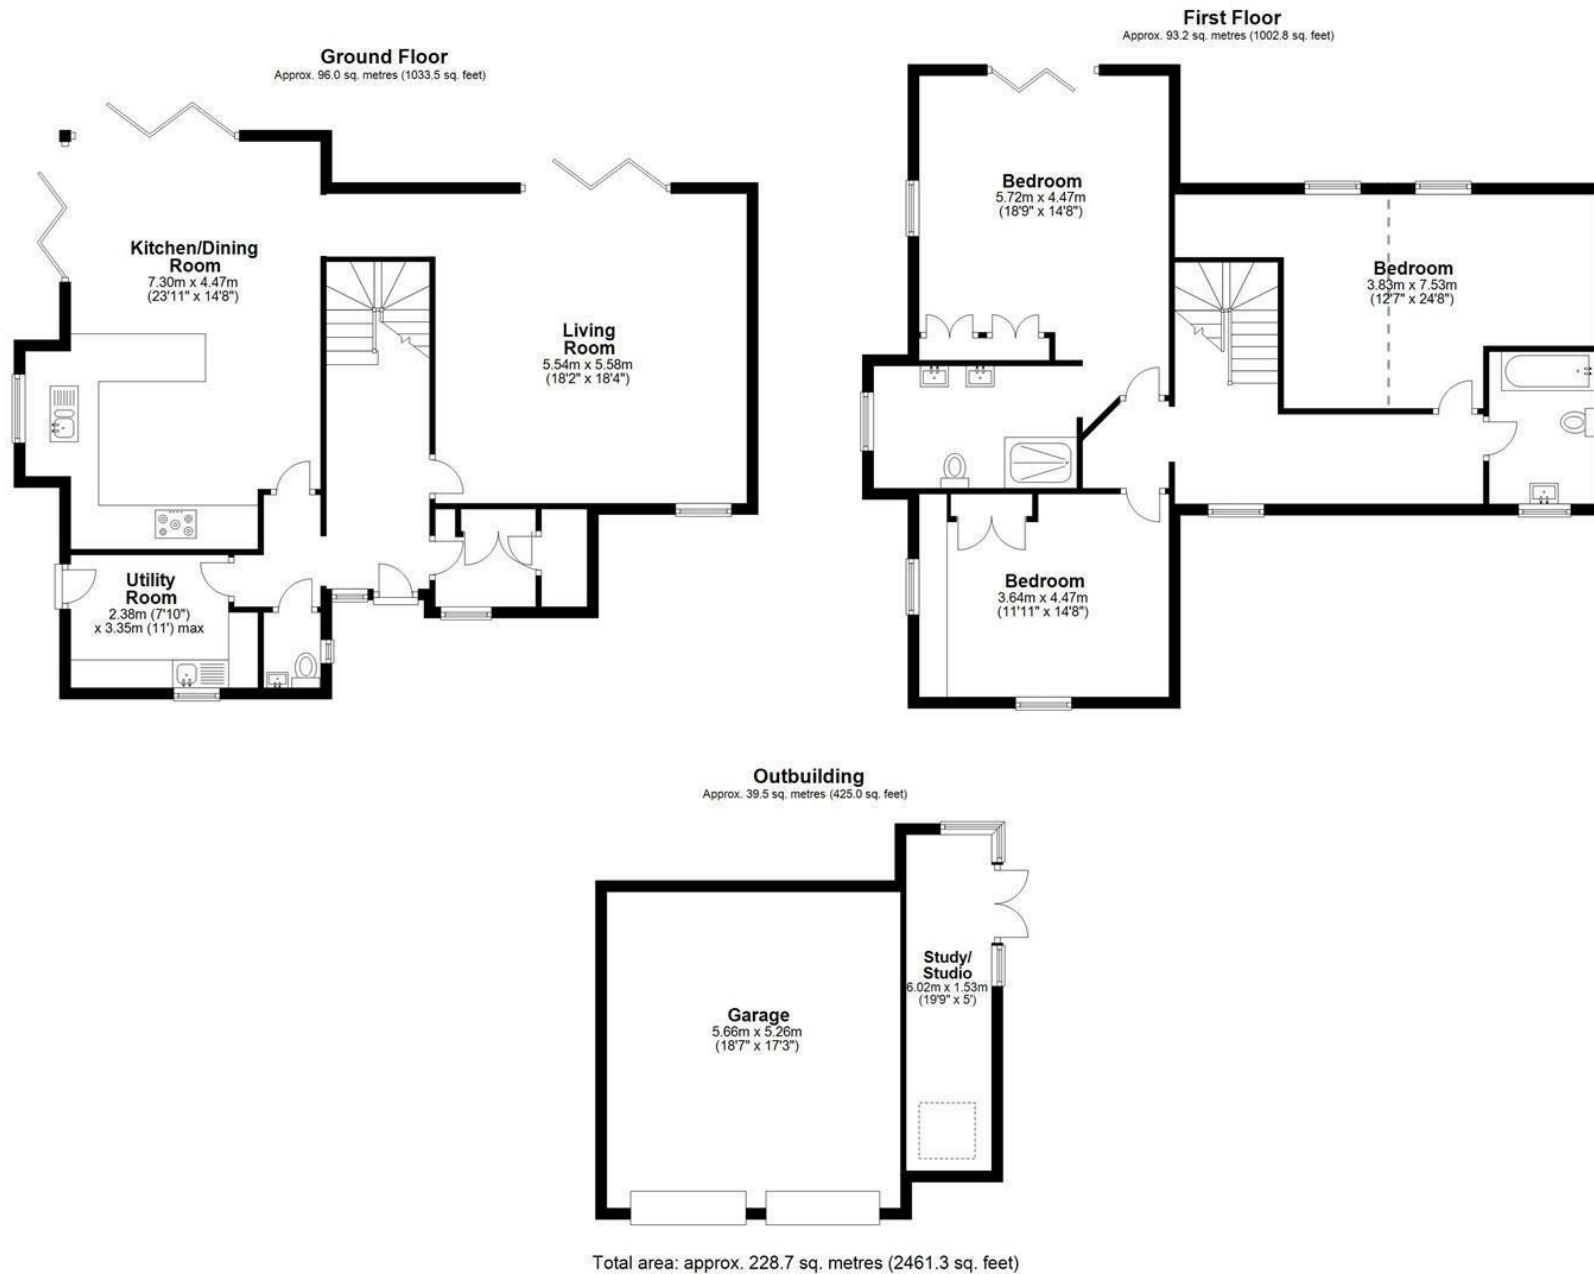 Ground Floor
Approx. 96.0 sq. metres (1033.5 sq. feet)
Kitchen/Dining
Room
7.30m x 4.47m
(23'11" x 14'8")
Living
Room
5.54m x 5.58m
(18'2" x 18'4")
Utility
Room
2.38m (7'10")
x 3.35m (11') max
First Floor
Approx. 93.2 sq. metres (1002.8 sq. feet)
Bedroom
5.72m x 4.47m
(18'9" x 14'8")
Bedroom
3.83m x 7.53m
(12'7" x 24'8")
Bedroom
3.64m x 4.47m
(11'11" x 14'8")
Outbuilding
Approx. 39.5 sq. metres (425.0 sq. feet)
Study/
Studio
6.02m x 1.53m
(19'9" x 5')
Garage
5.66m x 5.26m
(18'7" x 17'3")
Total area: approx. 228.7 sq. metres (2461.3 sq. feet)